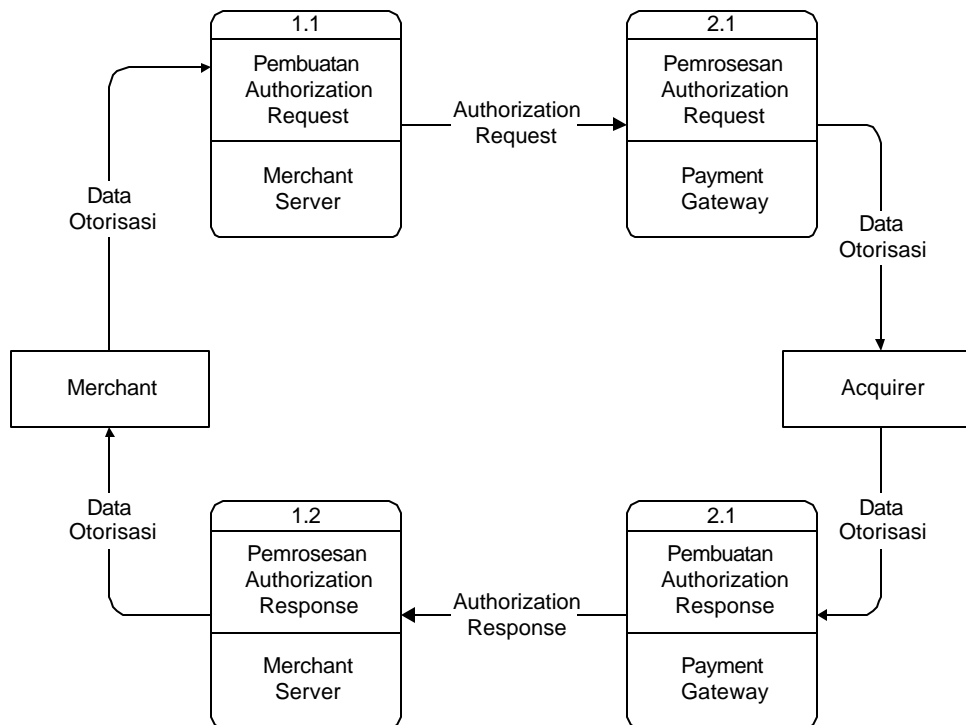 1.1
Pembuatan
Authorization
Request
Merchant
Server
Authorization
Request
2.1
Pemrosesan
Authorization
Request
Payment
Gateway
Data
Otorisasi
Data
Otorisasi
Merchant
Acquirer
Data
Otorisasi
1.2
Pemrosesan
Authorization
Response
Merchant
Server
Authorization
Response
2.1
Pembuatan
Authorization
Response
Payment
Gateway
Data
Otorisasi